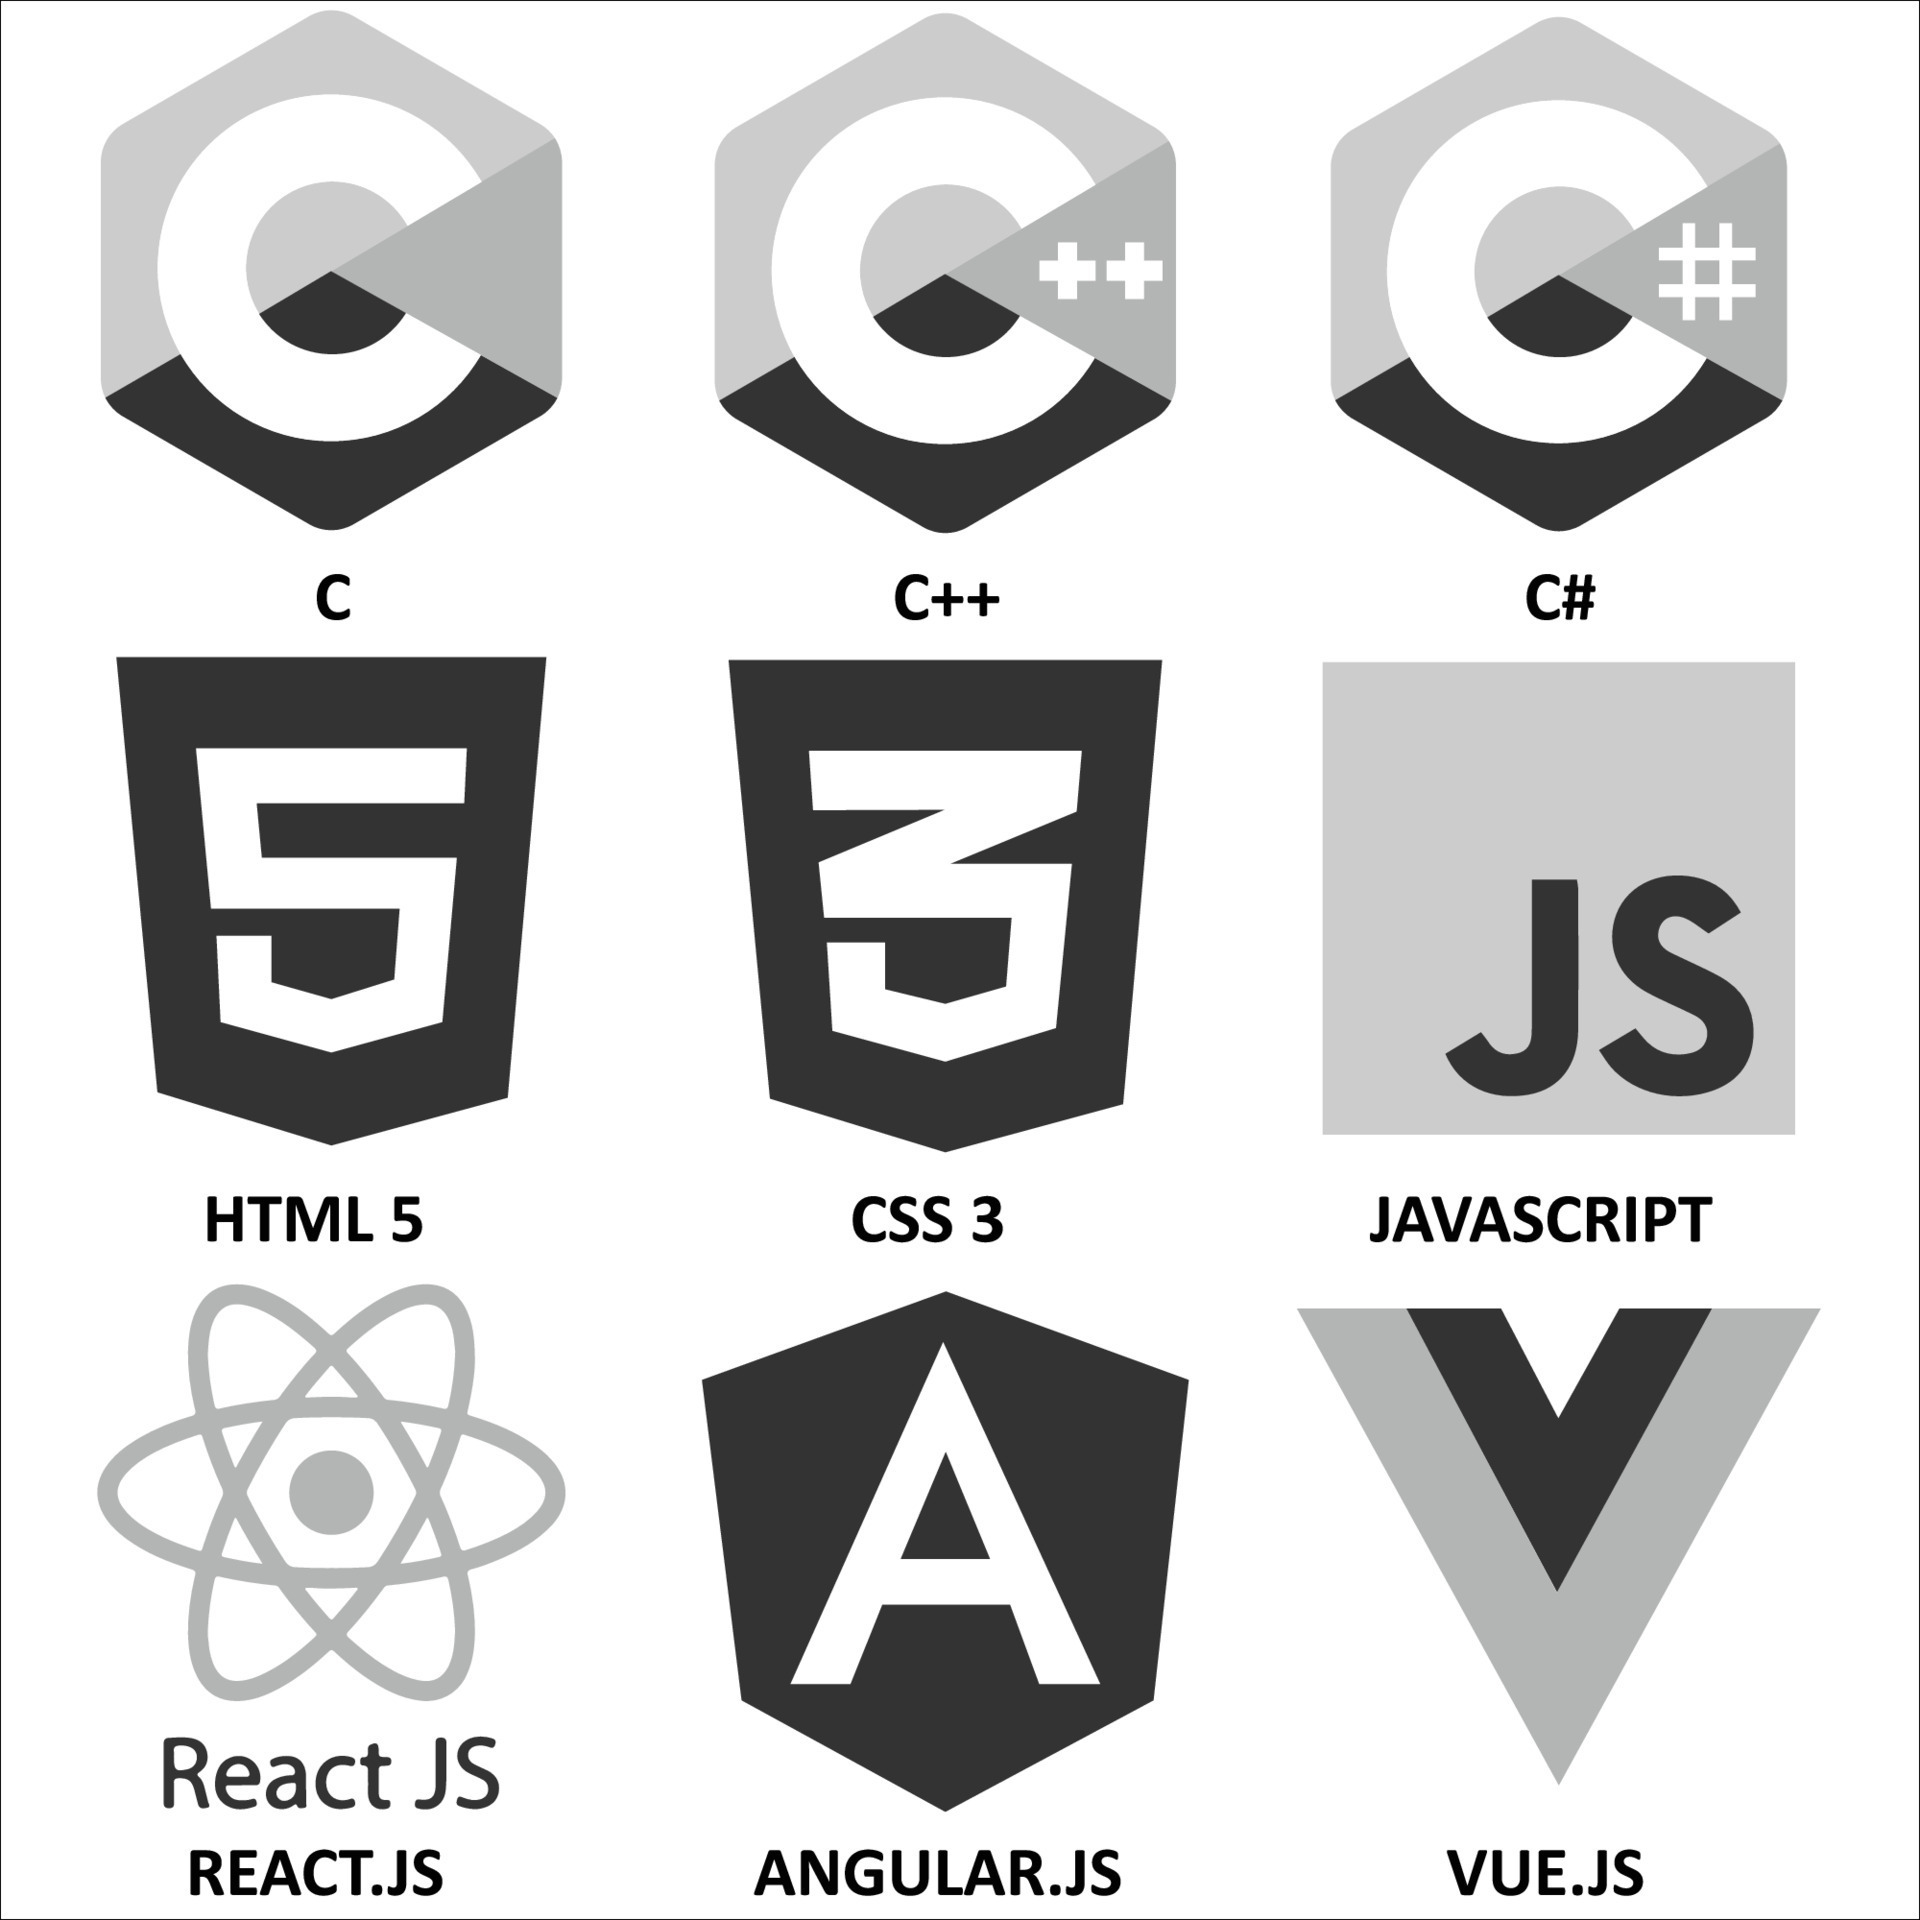 C
C ++
C #
C
C++
C#
5
3
JS
HTML 5
CSS 3
JAVASCRIPT
A
V
React JS
REACT.JS
ANGULAR.JS
VUE.JS